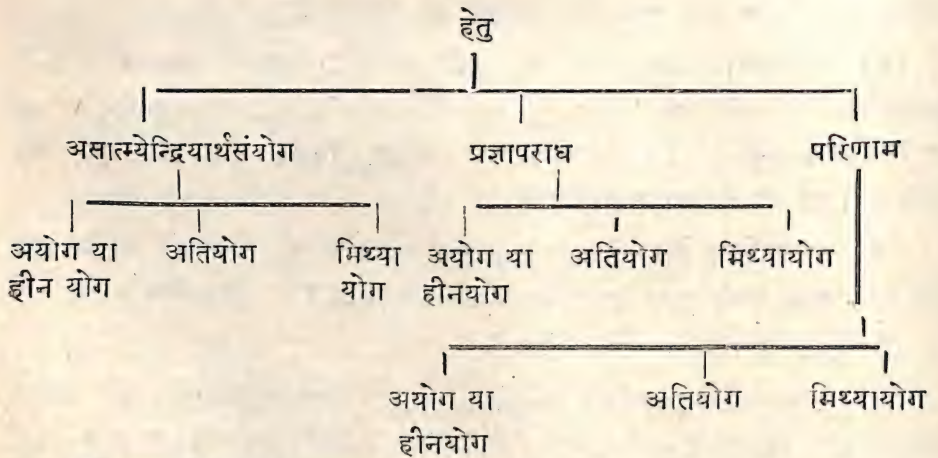 हेतु
असात्म्येन्द्रियार्थसंयोग प्रज्ञापराध परिणाम
अयोग या अतियोग मिथ्या अयोग या अतियोग मिथ्यायोग
हीन योग योग हीनयोग
अयोग या अतियोग मिथ्यायोग
हीनयोग